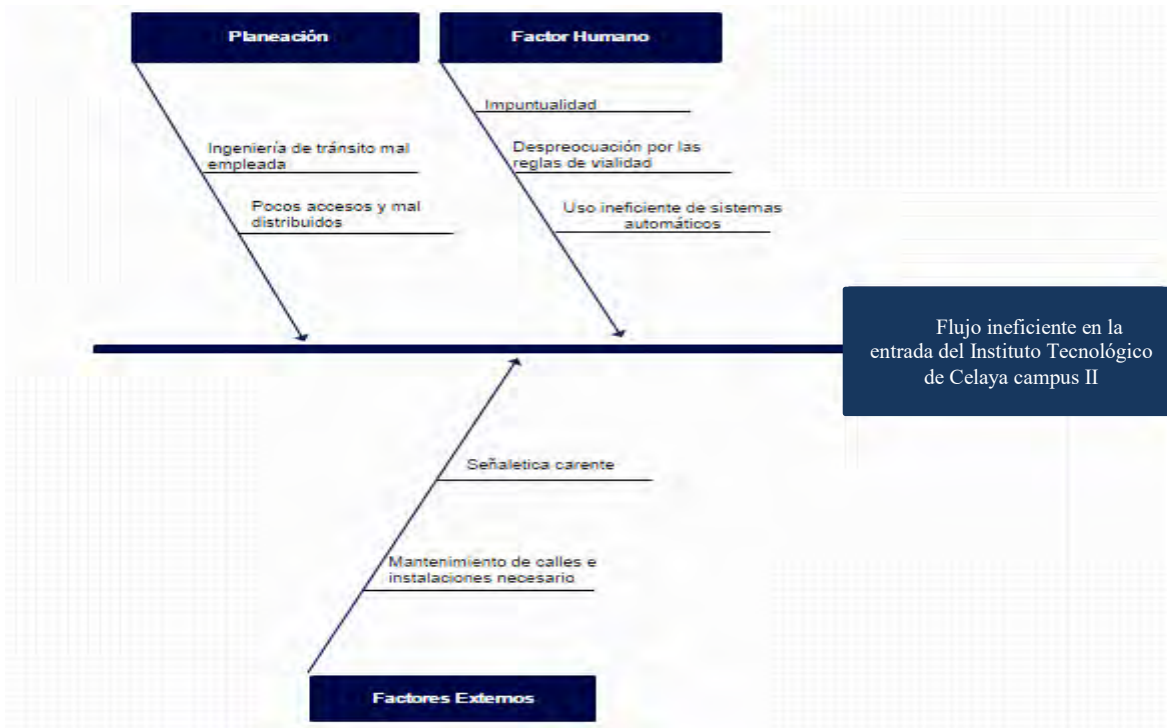 Planeación
Factor Humano
Impuntualidad
Ingeniería de tránsito mal
empleada
Despreocuación por las
reglas de vialidad
Pocos accesos y mal
distribuidos
Uso ineficiente de sistemas
automáticos
Flujo ineficiente en la
entrada del Instituto Tecnológico
de Celaya campus II
Señaletica carente
Mantenimiento de calles e
instalaciones necesario
Factores Externos